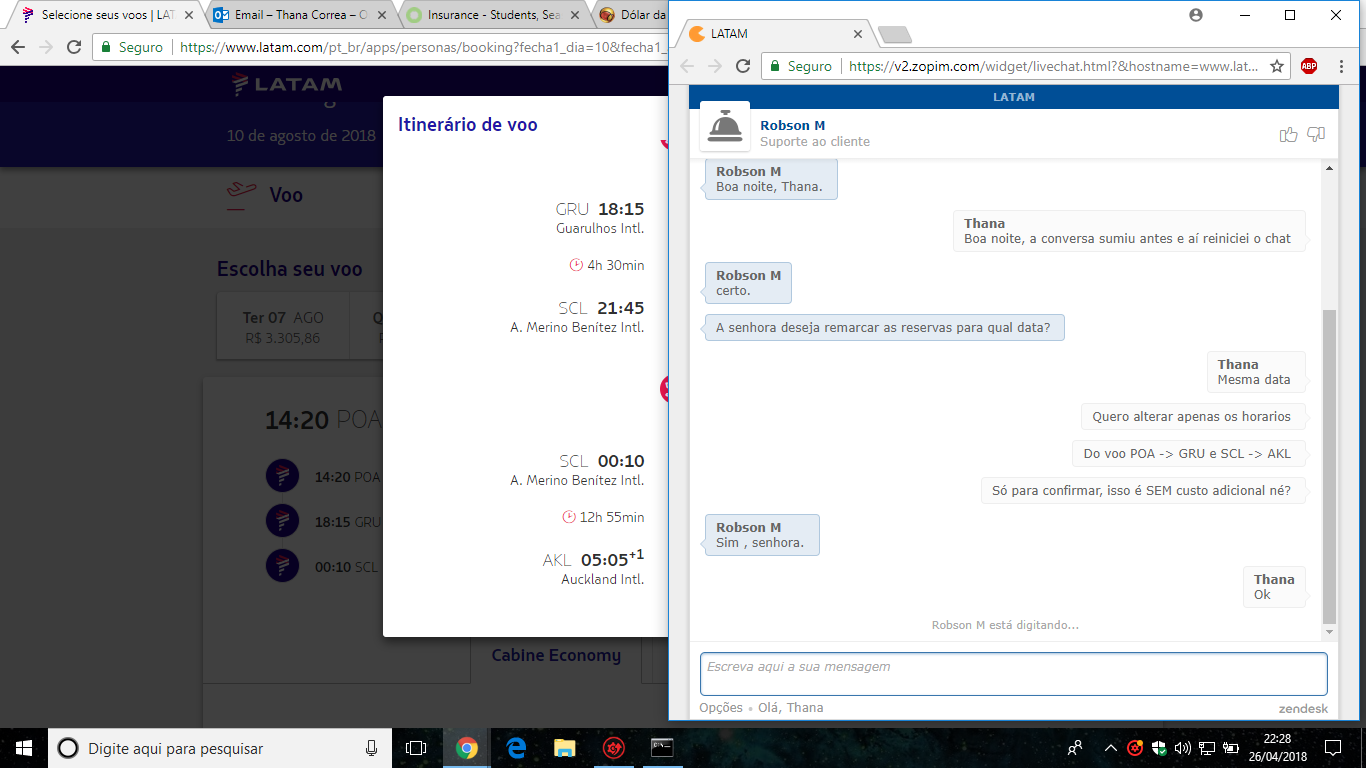 Selecione seus voos | LAT
Email – Thana Correa – O
Insurance - Students, Sea
Dólar da
Seguro
https://www.latam.com/pt_br/apps/personas/booking?fecha1_dia=10&fecha1_
LATAM
10 de agosto de 2018
Voo
Escolha seu voo
Ter 07 AGO
R$ 3.305,86
14:20 POA
14:20 POA
18:15 GRU
00:10 SCL
Cabine Economy
Itinerário de voo
GRU 18:15
Guarulhos Intl.
4h 30min
SCL 21:45
A. Merino Benítez Intl.
SCL 00:10
A. Merino Benítez Intl.
12h 55min
AKL 05:05+1
Auckland Intl.
LATAM
Seguro
https://v2.zopim.com/widget/livechat.html?&hostname=www.lat...
ABP
LATAM
Robson M
Suporte ao cliente
Robson M
Boa noite, Thana.
Thana
Boa noite, a conversa sumiu antes e aí reiniciei o chat
Robson M
certo.
A senhora deseja remarcar as reservas para qual data?
Thana
Mesma data
Quero alterar apenas os horarios
Do voo POA -> GRU e SCL -> AKL
Só para confirmar, isso é SEM custo adicional né?
Robson M
Sim , senhora.
Thana
Ok
Robson M está digitando...
Escreva aqui a sua mensagem
Opções • Olá, Thana
zendesk
Digite aqui para pesquisar
22:28
26/04/2018